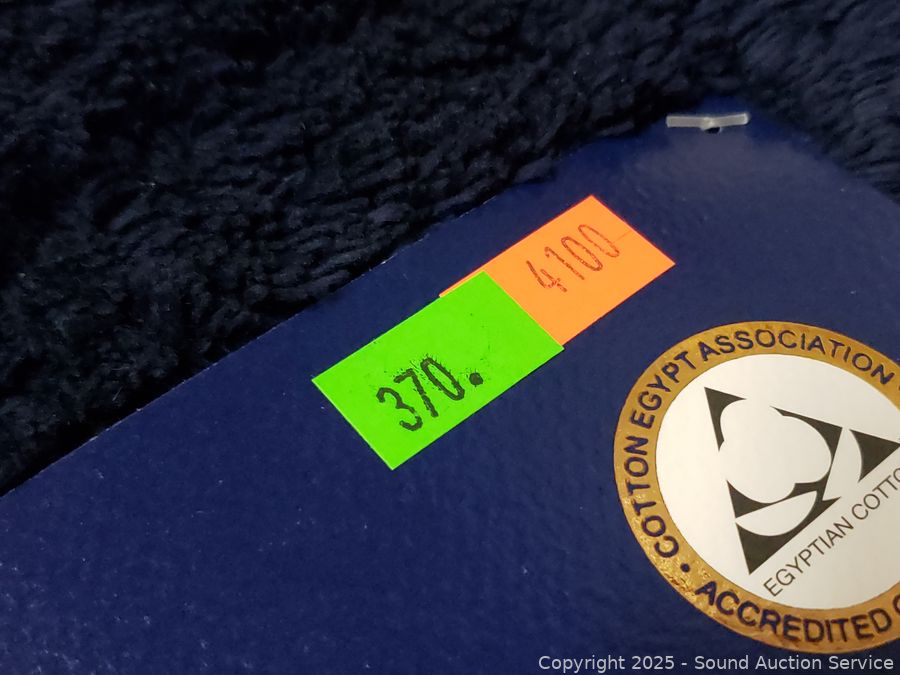 4100
370.
COTTON EGYPT ASSOCIATION
EGYPTIAN COTTO
• ACCREDITED
Copyright 2025 - Sound Auction Service